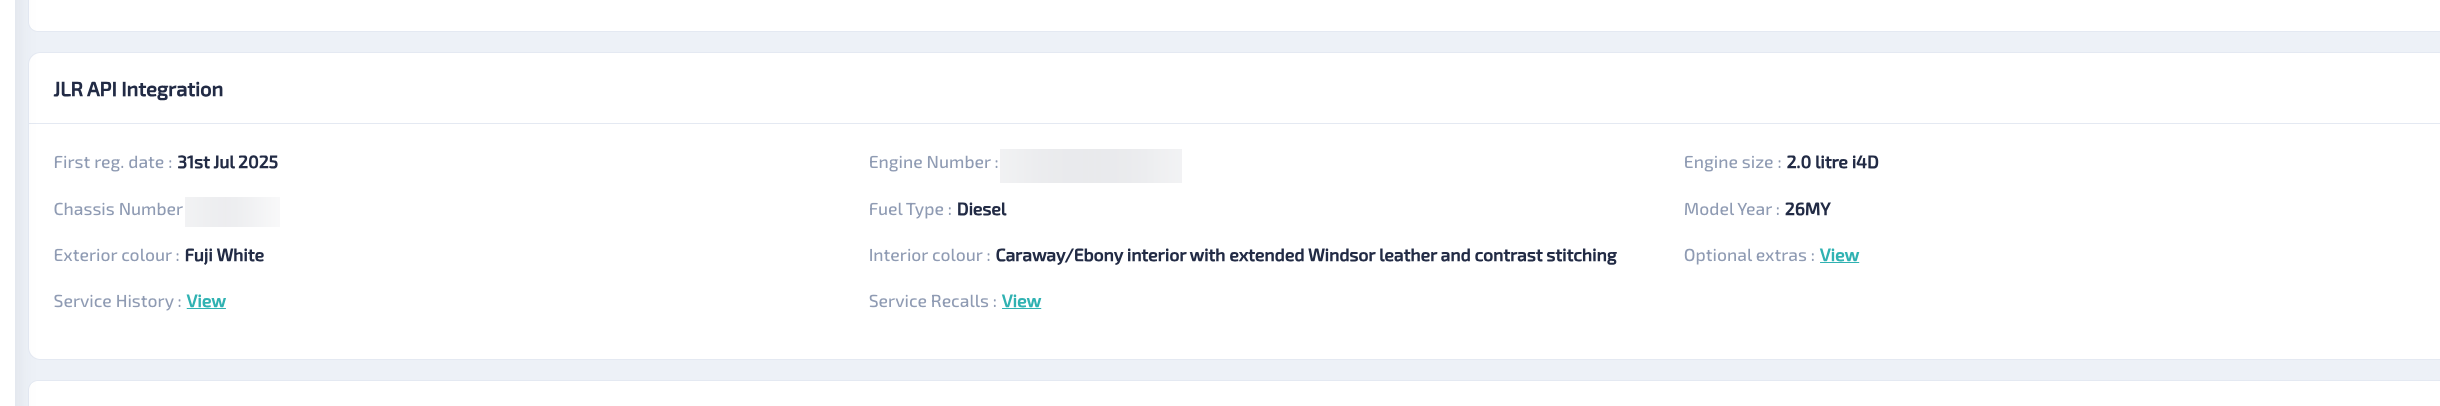 JLR API Integration
First reg. date : 31st Jul 2025
Engine Number :
Engine size : 2.0 litre i4D
Chassis Number
Fuel Type : Diesel
Model Year : 26MY
Exterior colour : Fuji White
Interior colour : Caraway/Ebony interior with extended Windsor leather and contrast stitching
Optional extras : View
Service History : View
Service Recalls : View